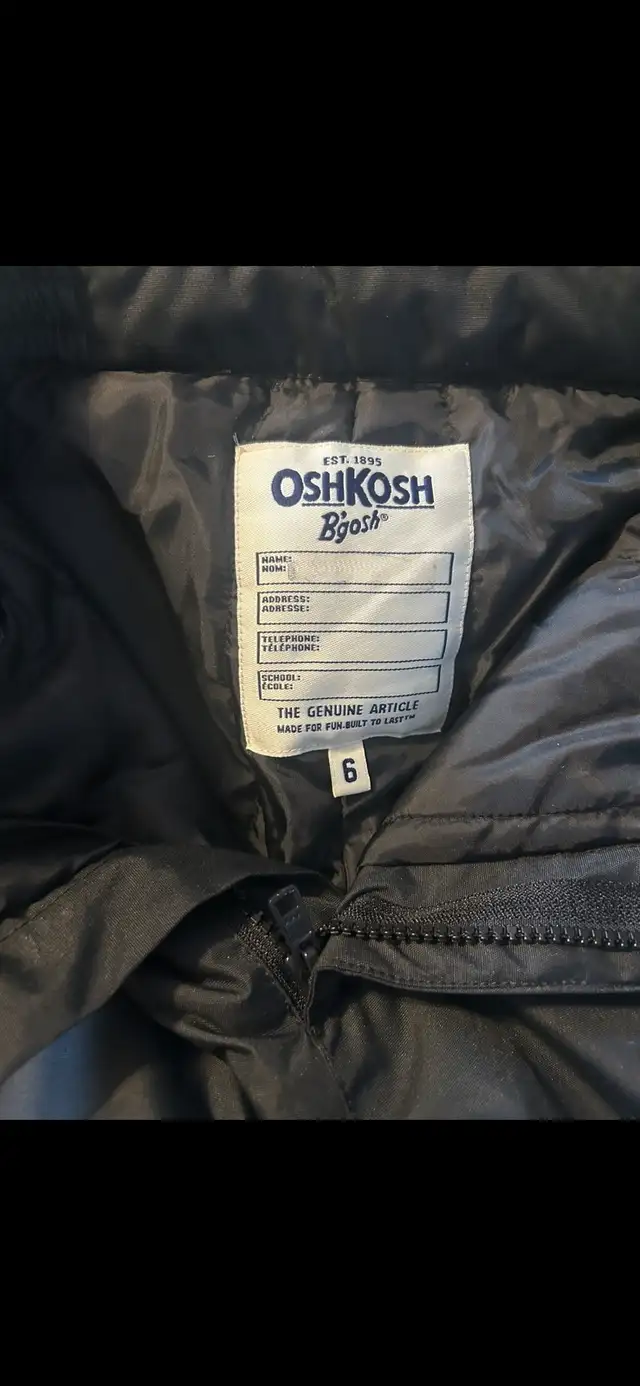 EST. 1895
OSHKOSH
B'gosh®
NAME:
NOM:
ADDRESS:
ADRESSE:
TELEPHONE:
TÉLÉPHONE:
SCHOOL:
ÉCOLE:
THE GENUINE ARTICLE
MADE FOR FUN.BUILT TO LAST™
6